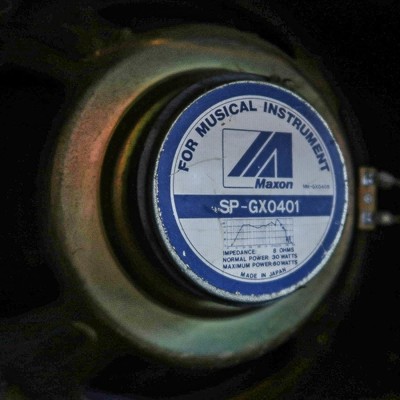 FOR MUSICAL INSTRUMENT
Maxon
SP-GX0401
IMPEDANCE: 8 OHMS
NORMAL POWER: 30 WATTS
MAXIMUM POWER: 60 WATTS
MADE IN JAPAN